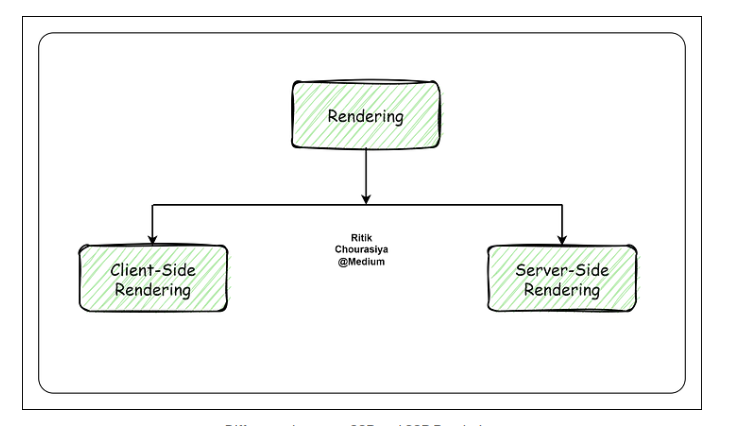 Rendering
Ritik
Chourasiya
@Medium
Client-Side
Rendering
Server-Side
Rendering